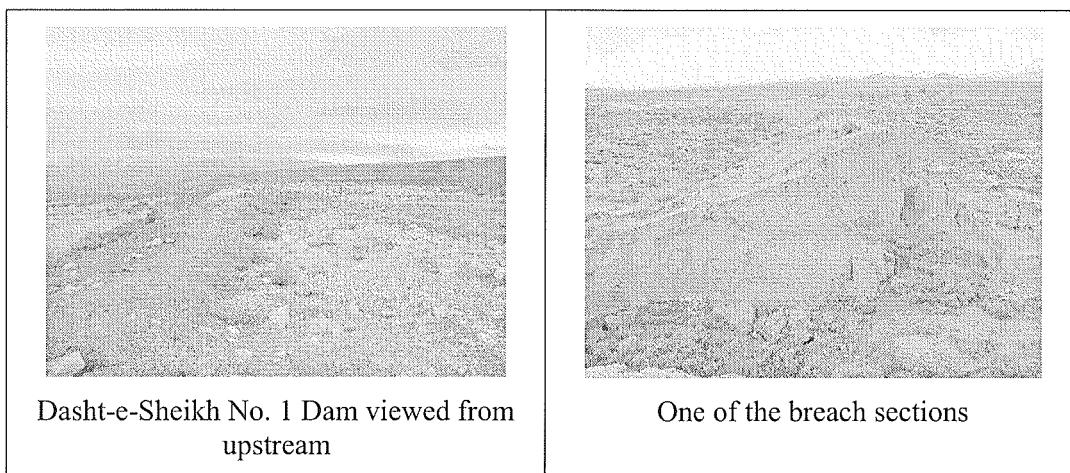 Dasht-e-Sheikh No. 1 Dam viewed from
upstream
One of the breach sections